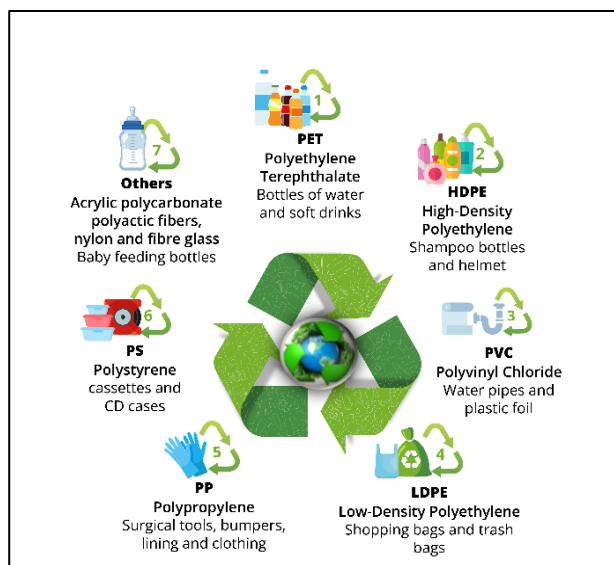 1
PET
Polyethylene
Terephthalate
Bottles of water
and soft drinks
2
HDPE
High-Density
Polyethylene
Shampoo bottles
and helmet
3
PVC
Polyvinyl Chloride
Water pipes and
plastic foil
4
LDPE
Low-Density Polyethylene
Shopping bags and trash
bags
5
PP
Polypropylene
Surgical tools, bumpers,
lining and clothing
6
PS
Polystyrene
cassettes and
CD cases
7
Others
Acrylic polycarbonate
polyactic fibers,
nylon and fibre glass
Baby feeding bottles